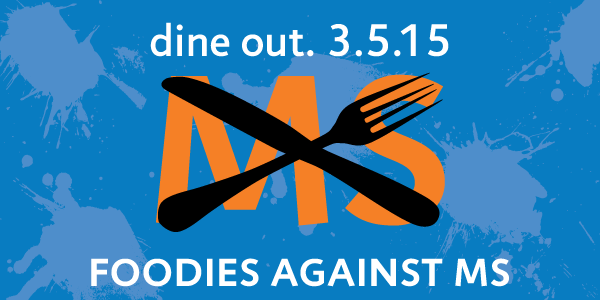 dine out. 3.5.15
MS
FOODIES AGAINST MS